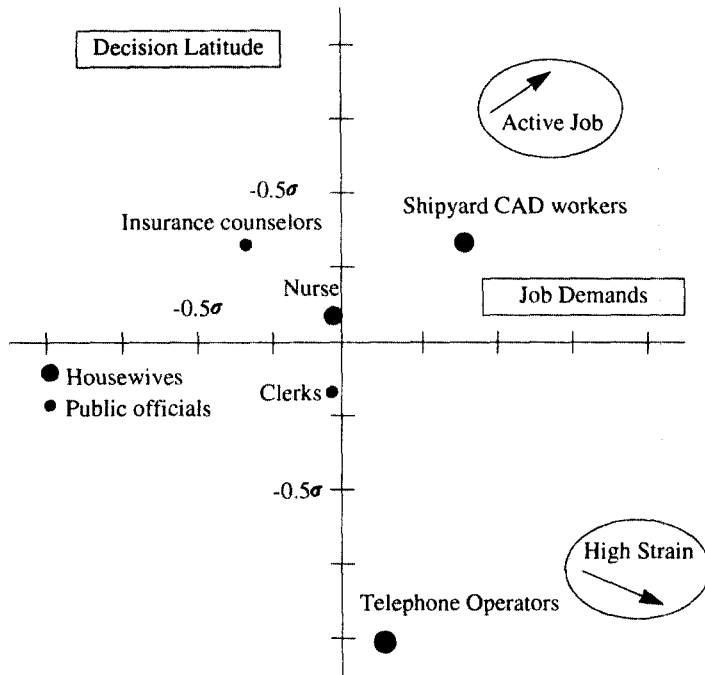 Decision Latitude
Active Job
-0.5σ
Shipyard CAD workers
Insurance counselors
Nurse
Job Demands
-0.5σ
Housewives
Clerks
Public officials
-0.5σ
High Strain
Telephone Operators